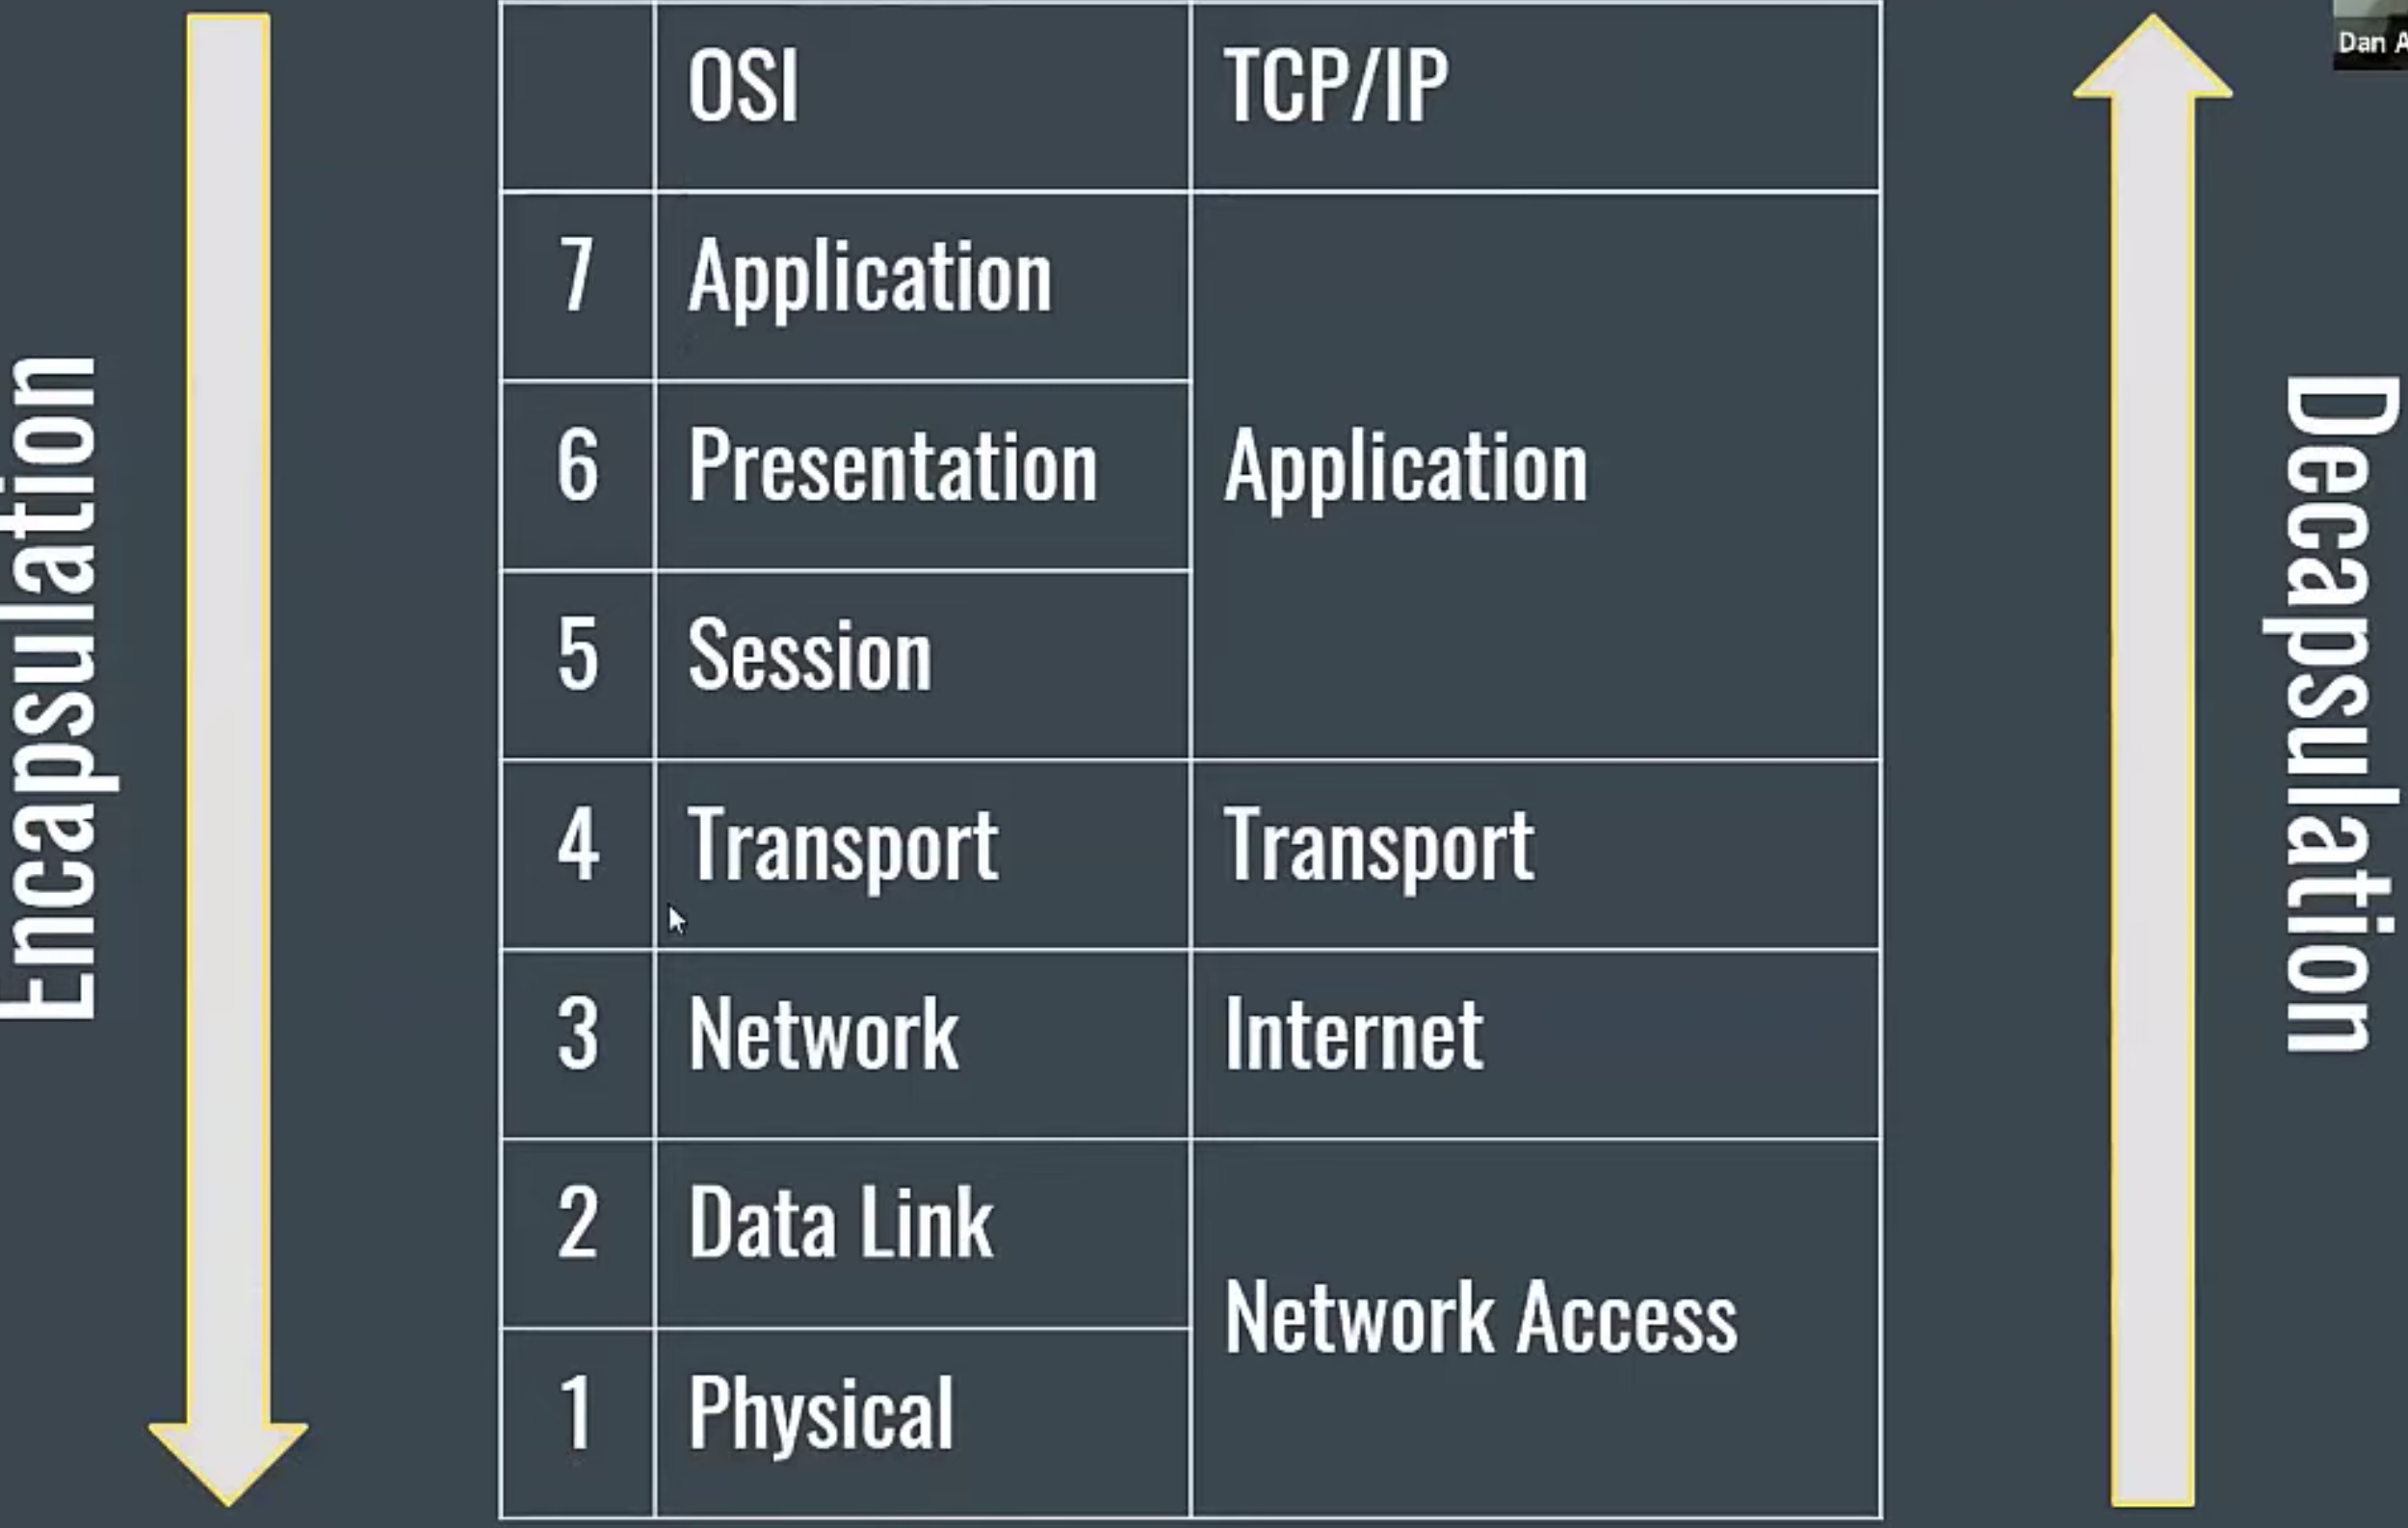 OSI TCP/IP
7 Application
6 Presentation Application
5 Session
4 Transport Transport
3 Network Internet
2 Data Link
Network Access
1 Physical
Encapsulation
Decapsulation
Dan A